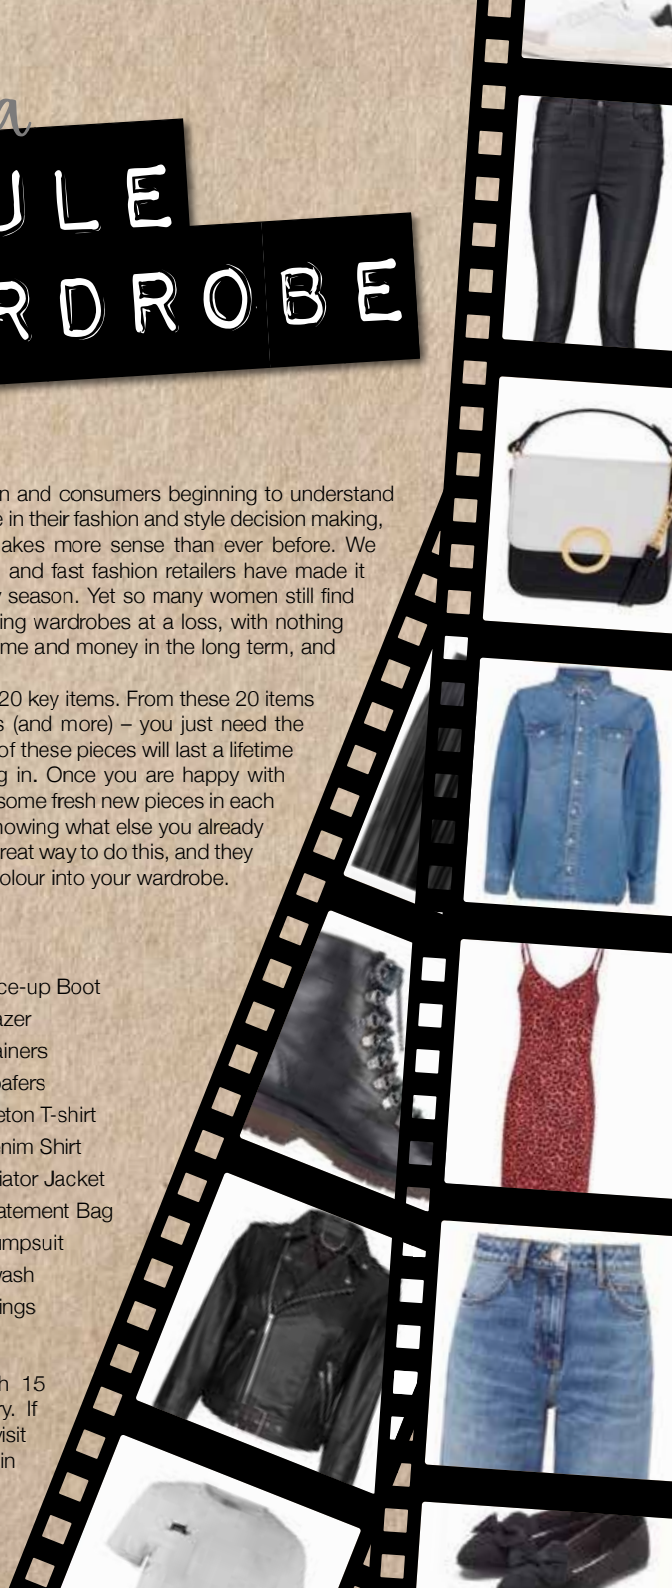 a
ULE
RDROBE
n and consumers beginning to understand
e in their fashion and style decision making,
akes more sense than ever before. We
and fast fashion retailers have made it
y season. Yet so many women still find
ing wardrobes at a loss, with nothing
me and money in the long term, and
20 key items. From these 20 items
s (and more) – you just need the
of these pieces will last a lifetime
g in. Once you are happy with
some fresh new pieces in each
nowing what else you already
reat way to do this, and they
olour into your wardrobe.
ce-up Boot
azer
ainers
oafers
eton T-shirt
enim Shirt
iator Jacket
atement Bag
umpsuit
wash
ings
h 15
ry. If
visit
in